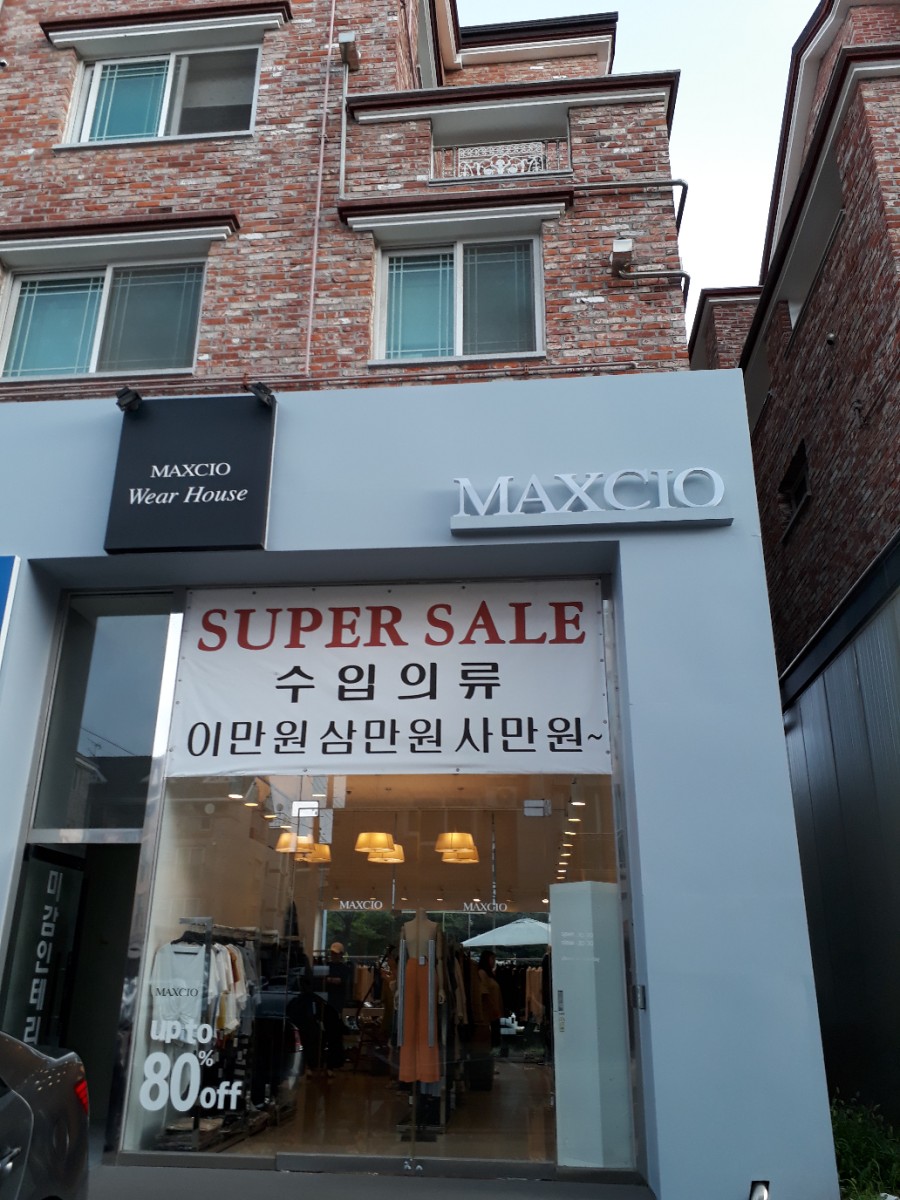 MAXCIO
Wear House
MAXCIO
SUPER SALE
수입의류
이만원 삼만원 사만원~
MAXCIO
MAXCIO
MAXCIO
up to
80% off